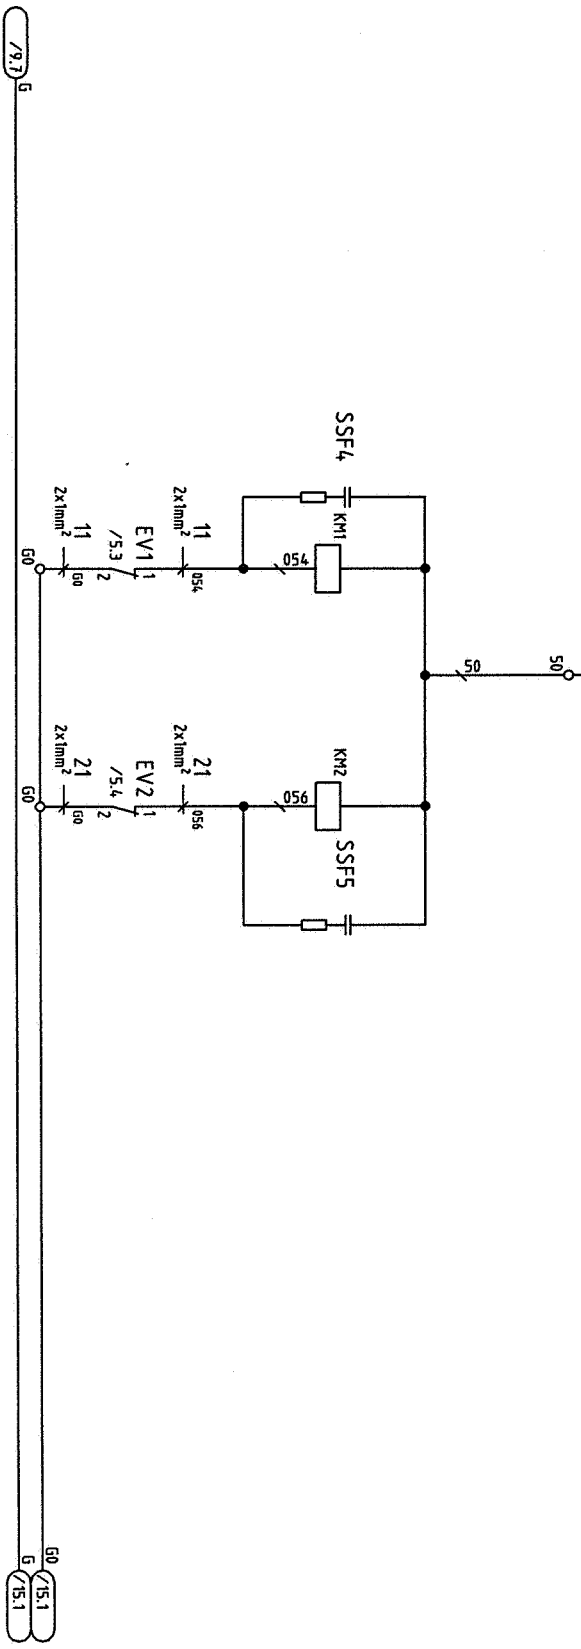 50
50
SSF4
KM1
KM2
SSF5
054
056
11
2x1mm²
054
21
2x1mm²
056
EV1
/5.3
1
2
EV2
/5.4
1
2
11
2x1mm²
G0
21
2x1mm²
G0
G0
G0
G0
/15.1
/9.7
G
G
/15.1